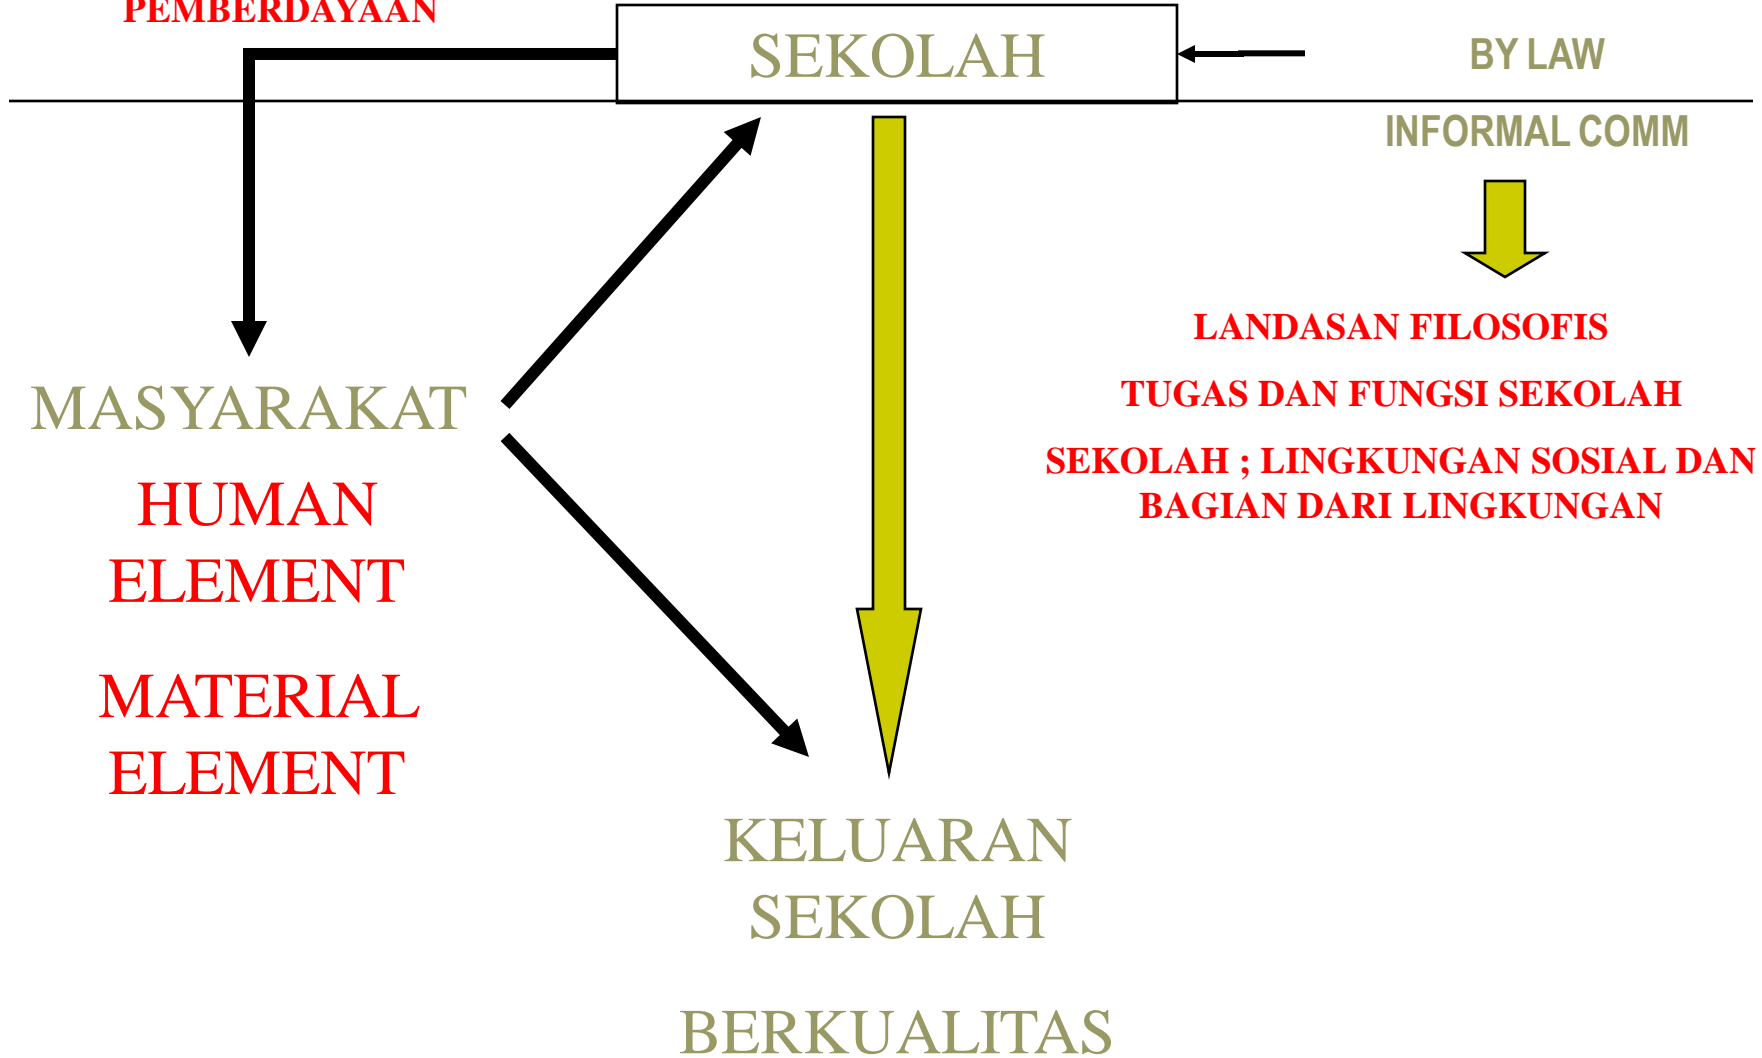 PEMBERDAYAAN
SEKOLAH
BY LAW
INFORMAL COMM
LANDASAN FILOSOFIS
TUGAS DAN FUNGSI SEKOLAH
SEKOLAH ; LINGKUNGAN SOSIAL DAN
BAGIAN DARI LINGKUNGAN
MASYARAKAT
HUMAN
ELEMENT
MATERIAL
ELEMENT
KELUARAN
SEKOLAH
BERKUALITAS